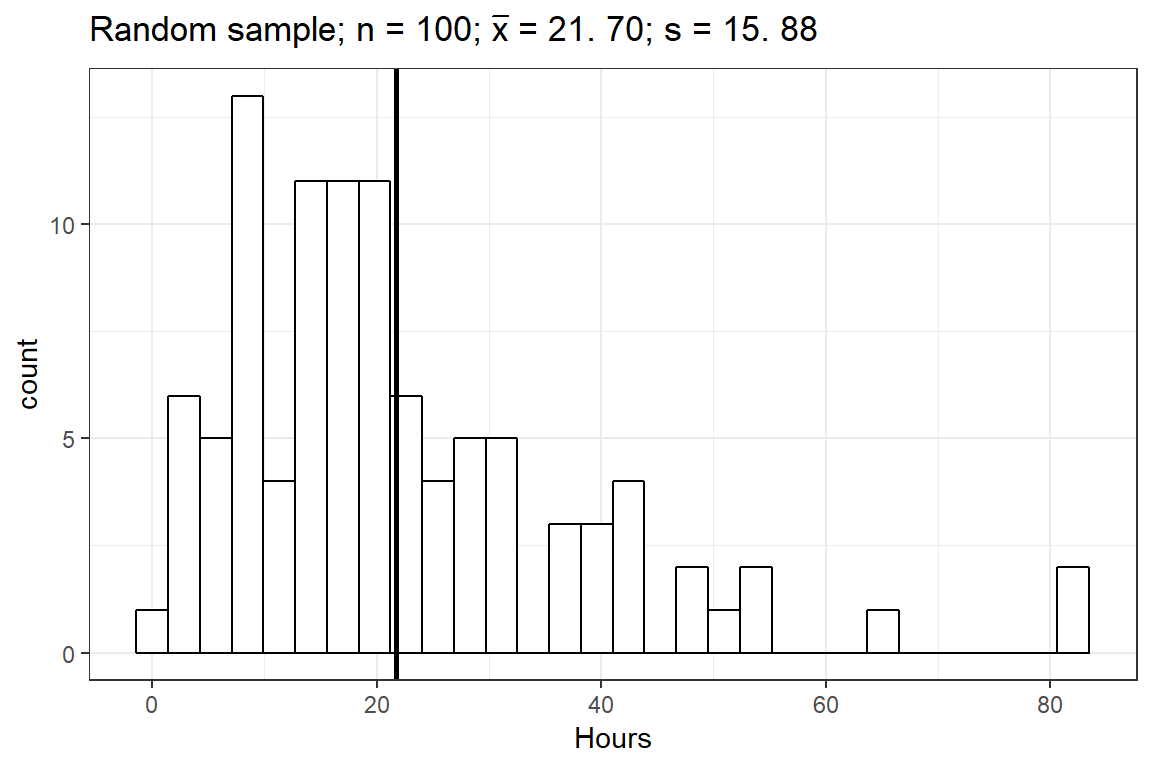 Random sample; n = 100; x̅ = 21. 70; s = 15. 88
10
5
0
count
0 20 40 60 80
Hours